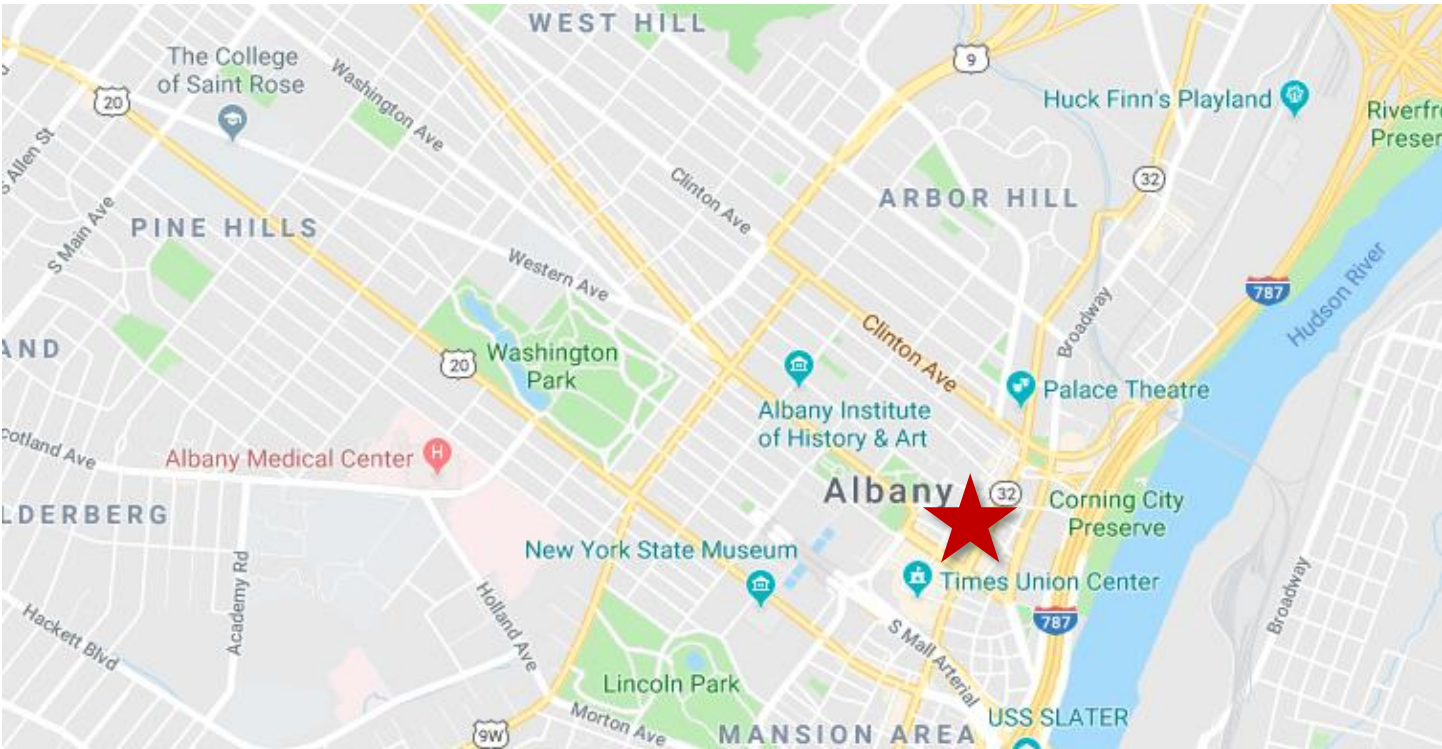 WEST HILL
The College
of Saint Rose
Washington Ave
9
20
Huck Finn's Playland
Riverfr
Preser
S Allen St
32
Clinton Ave
ARBOR HILL
S Main Ave
PINE HILLS
Western Ave
787
Hudson River
Broadway
AND
20
Washington
Park
Clinton Ave
Palace Theatre
Albany Institute
of History & Art
cotland Ave
Albany Medical Center
H
Albany
32
Corning City
Preserve
LDERBERG
New York State Museum
Times Union Center
Academy Rd
Holland Ave
787
Broadway
Hackett Blvd
S Mall Arterial
Lincoln Park
Morton Ave
USS SLATER
9W
MANSION AREA